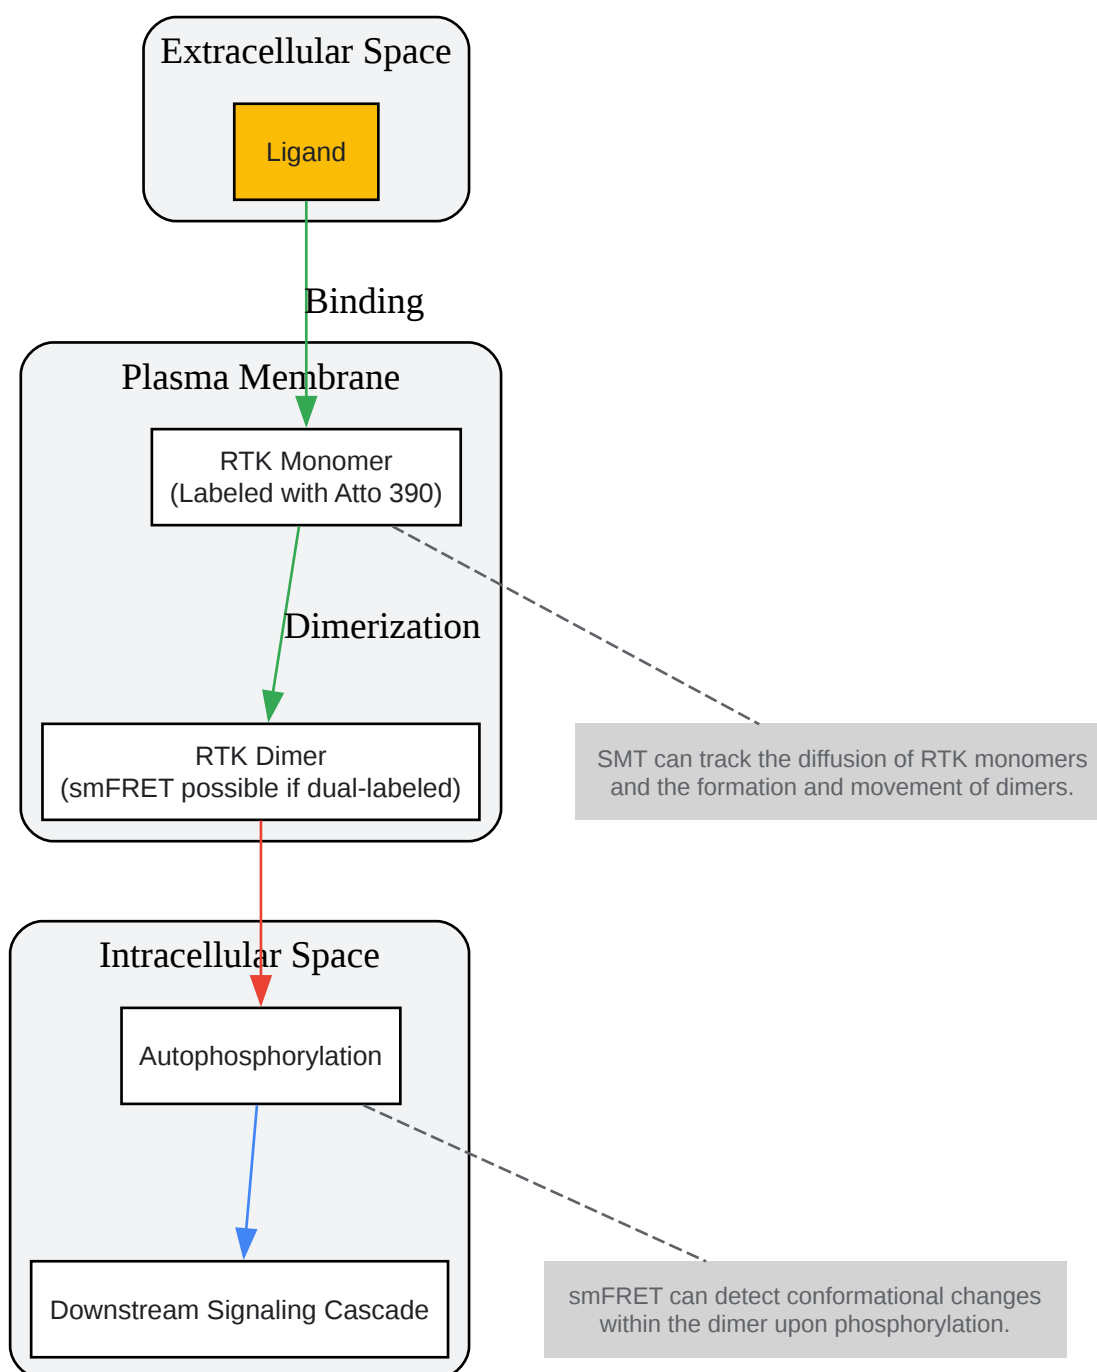 Extracellular Space
Ligand
Binding
Plasma Membrane
RTK Monomer
(Labeled with Atto 390)
Dimerization
RTK Dimer
(smFRET possible if dual-labeled)
SMT can track the diffusion of RTK monomers
and the formation and movement of dimers.
Intracellular Space
Autophosphorylation
Downstream Signaling Cascade
smFRET can detect conformational changes
within the dimer upon phosphorylation.